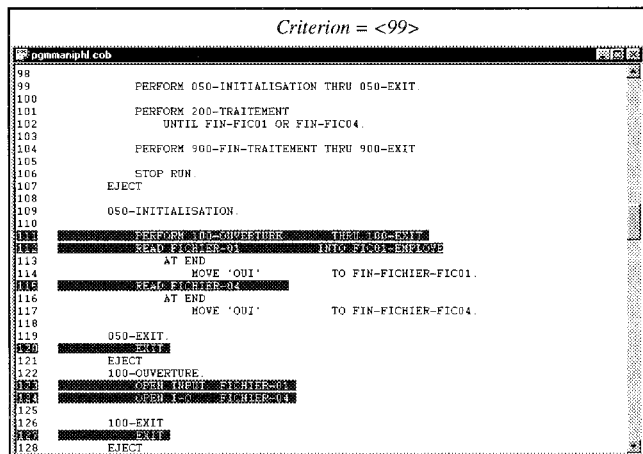 Criterion = <99>
pgmmaniphl cob
98
99 PERFORM 050-INITIALISATION THRU 050-EXIT.
100
101 PERFORM 200-TRAITEMENT
102 UNTIL FIN-FIC01 OR FIN-FIC04.
103
104 PERFORM 900-FIN-TRAITEMENT THRU 900-EXIT
105
106 STOP RUN.
107 EJECT
108
109 050-INITIALISATION.
110
111 PERFORM 100-OUVERTURE THRU 100-EXIT
112 READ FICHIER-01 INTO FIC01-EMPLOYE
113 AT END
114 MOVE 'OUI' TO FIN-FICHIER-FIC01.
115 READ FICHIER-04
116 AT END
117 MOVE 'OUI' TO FIN-FICHIER-FIC04.
118
119 050-EXIT.
120 EXIT.
121 EJECT
122 100-OUVERTURE.
123 OPEN INPUT FICHIER-01
124 OPEN I-O FICHIER-04
125
126 100-EXIT
127 EXIT.
128 EJECT